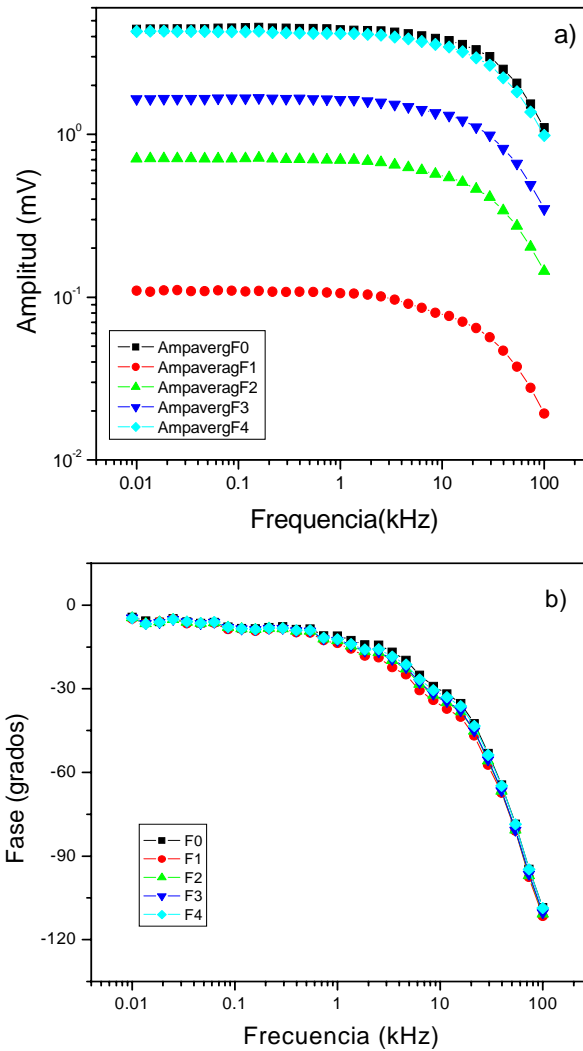 a)
Amplitud (mV)
10^0
10^-1
10^-2
AmpavergF0
AmpaveragF1
AmpavergF2
AmpavergF3
AmpavergF4
0.01 0.1 1 10 100
Frequencia(kHz)
b)
Fase (grados)
0
-30
-60
-90
-120
F0
F1
F2
F3
F4
0.01 0.1 1 10 100
Frecuencia (kHz)